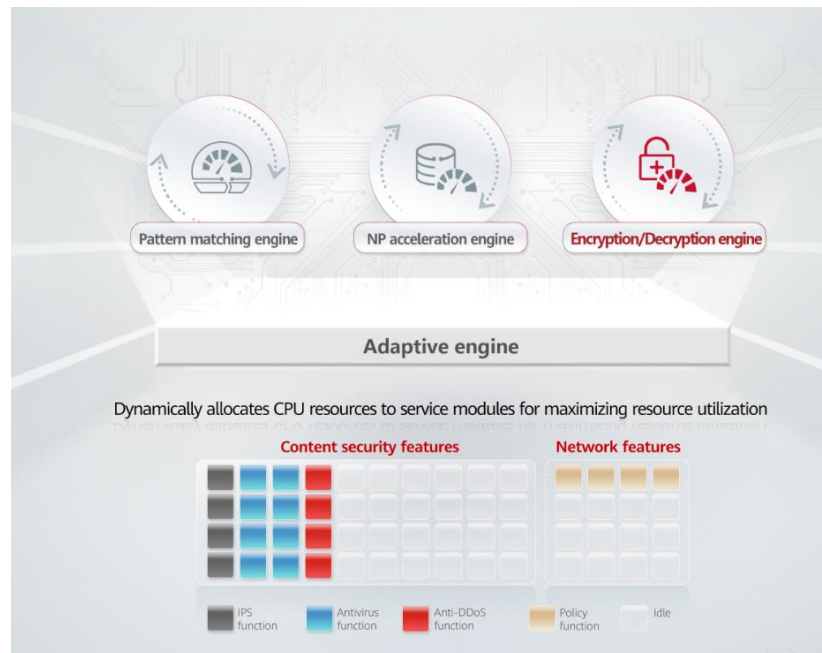 Pattern matching engine
NP acceleration engine
Encryption/Decryption engine
Adaptive engine
Dynamically allocates CPU resources to service modules for maximizing resource utilization
Content security features
Network features
IPS
function
Antivirus
function
Anti-DDoS
function
Policy
function
Idle